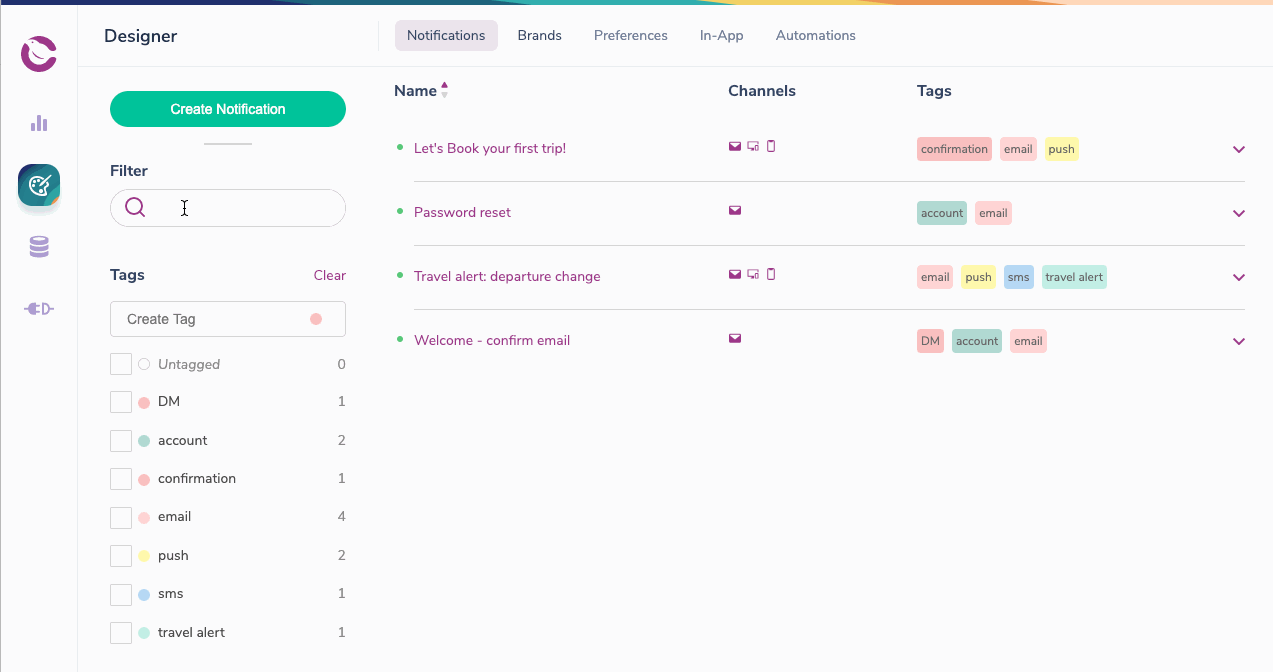 Designer
Notifications Brands Preferences In-App Automations
Create Notification
Filter
Tags Clear
Create Tag
Untagged 0
DM 1
account 2
confirmation 1
email 4
push 2
sms 1
travel alert 1
Name Channels Tags
Let's Book your first trip! confirmation email push
Password reset account email
Travel alert: departure change email push sms travel alert
Welcome - confirm email DM account email